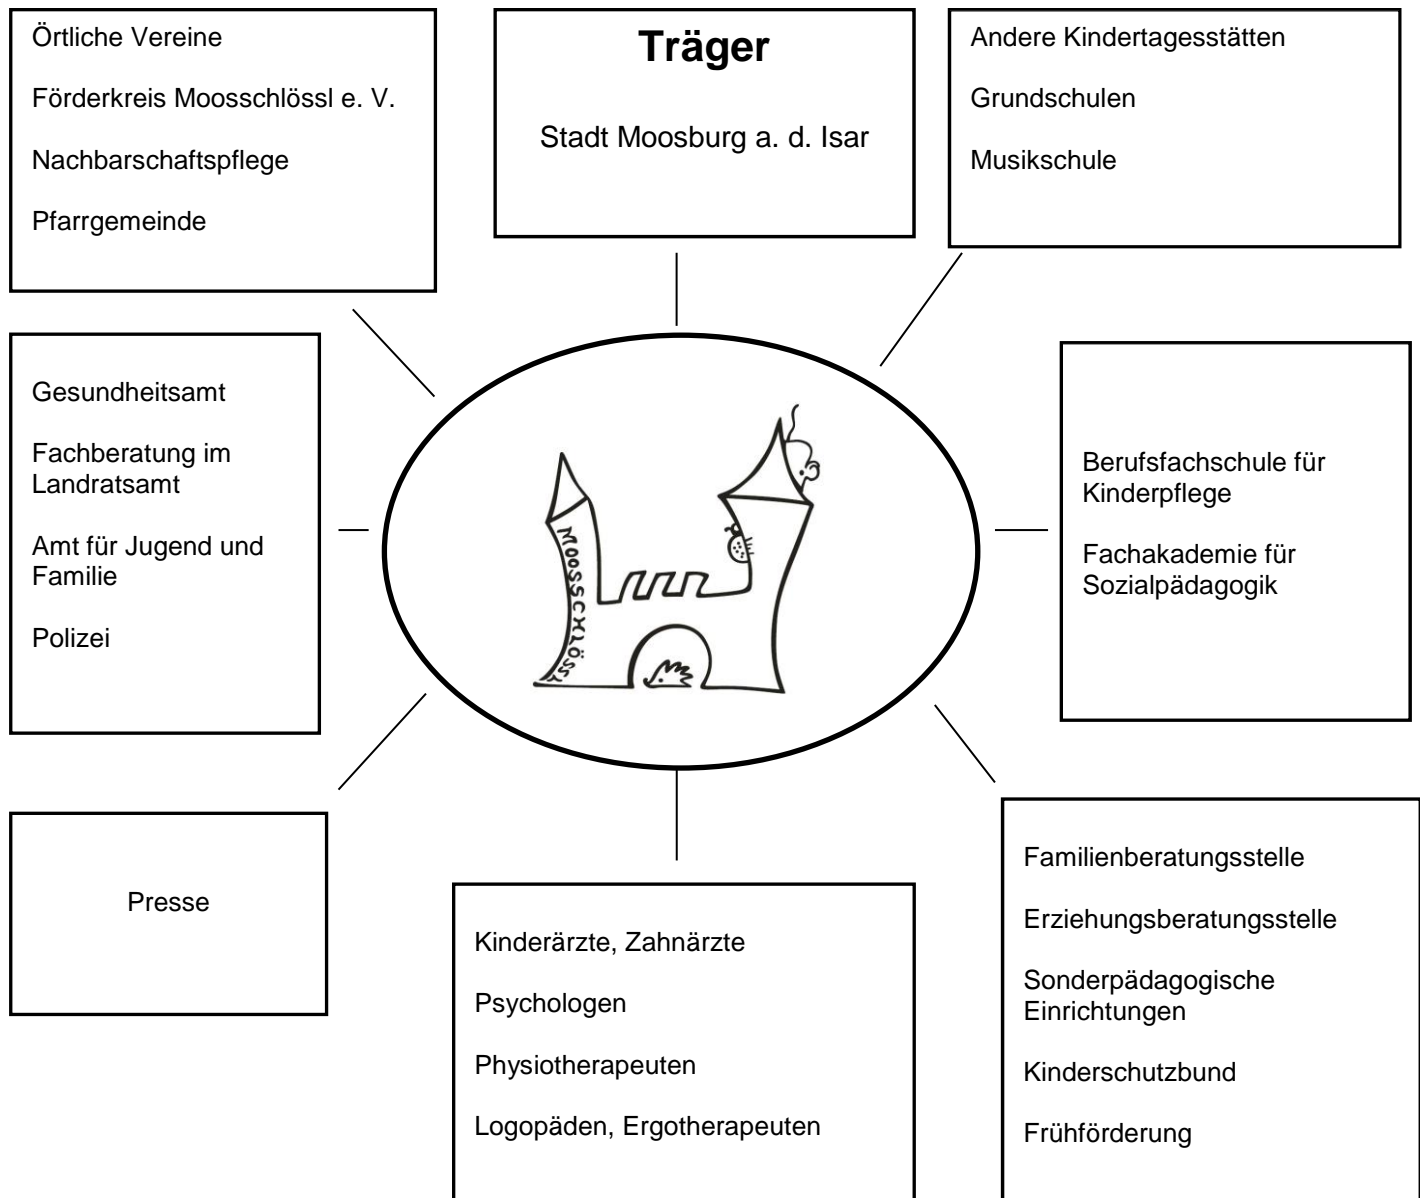 Örtliche Vereine
Förderkreis Moosschlössl e. V.
Nachbarschaftspflege
Pfarrgemeinde
Träger
Stadt Moosburg a. d. Isar
Andere Kindertagesstätten
Grundschulen
Musikschule
Gesundheitsamt
Fachberatung im
Landratsamt
Amt für Jugend und
Familie
Polizei
MOOSSCHLÖSSL
Berufsfachschule für
Kinderpflege
Fachakademie für
Sozialpädagogik
Presse
Kinderärzte, Zahnärzte
Psychologen
Physiotherapeuten
Logopäden, Ergotherapeuten
Familienberatungsstelle
Erziehungsberatungsstelle
Sonderpädagogische
Einrichtungen
Kinderschutzbund
Frühförderung